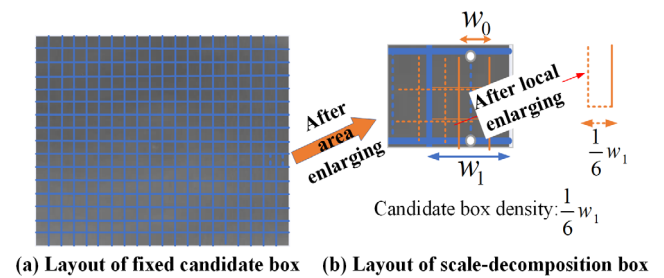 w₀
After
area
enlarging
After local
enlarging
w₁
1/6 w₁
Candidate box density: 1/6 w₁
(a) Layout of fixed candidate box
(b) Layout of scale-decomposition box